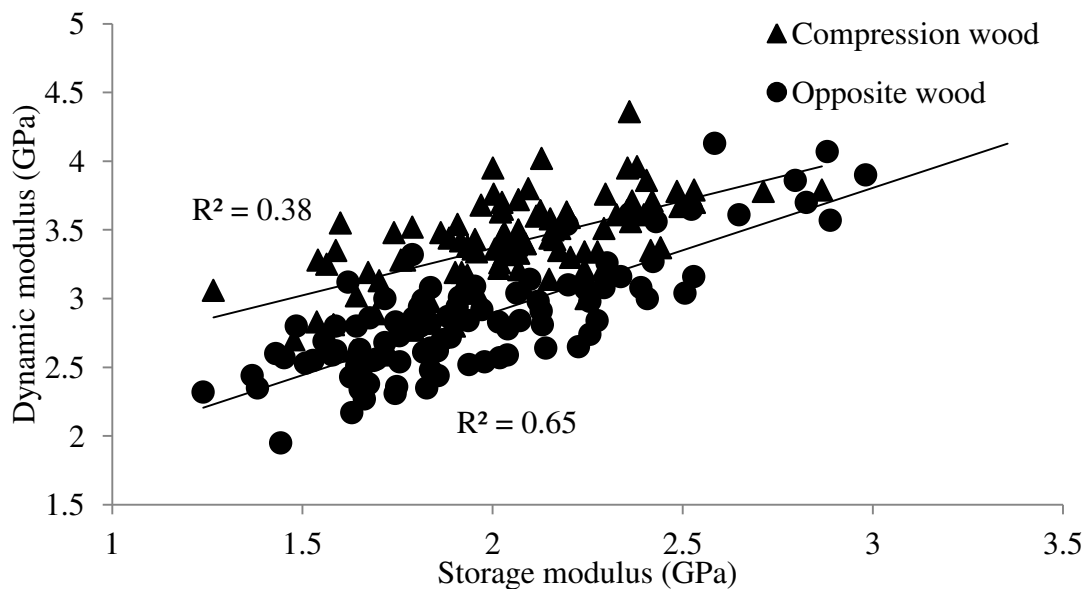 5
Compression wood
4.5
Opposite wood
4
R² = 0.38
3.5
3
2.5
R² = 0.65
2
1.5
1 1.5 2 2.5 3 3.5
Storage modulus (GPa)
Dynamic modulus (GPa)